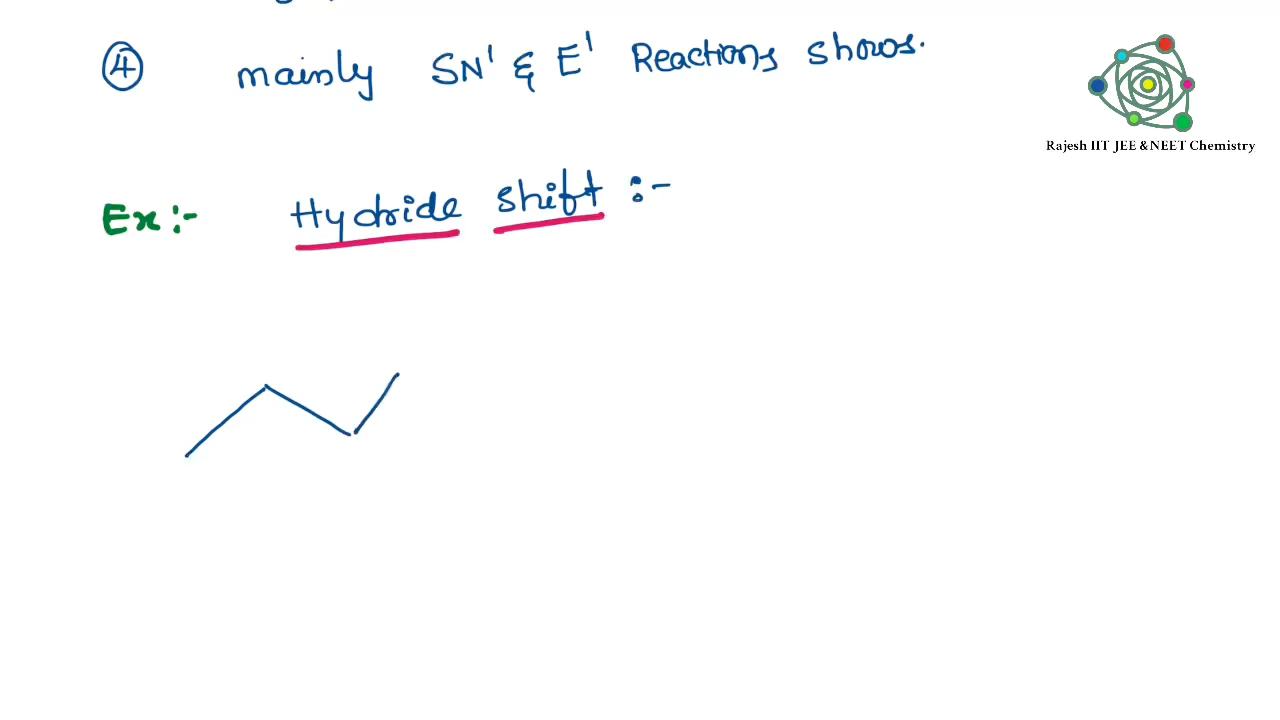 ④ mainly SN' & E' Reactions shows.
Rajesh IIT JEE & NEET Chemistry
Ex:- Hydride shift :-